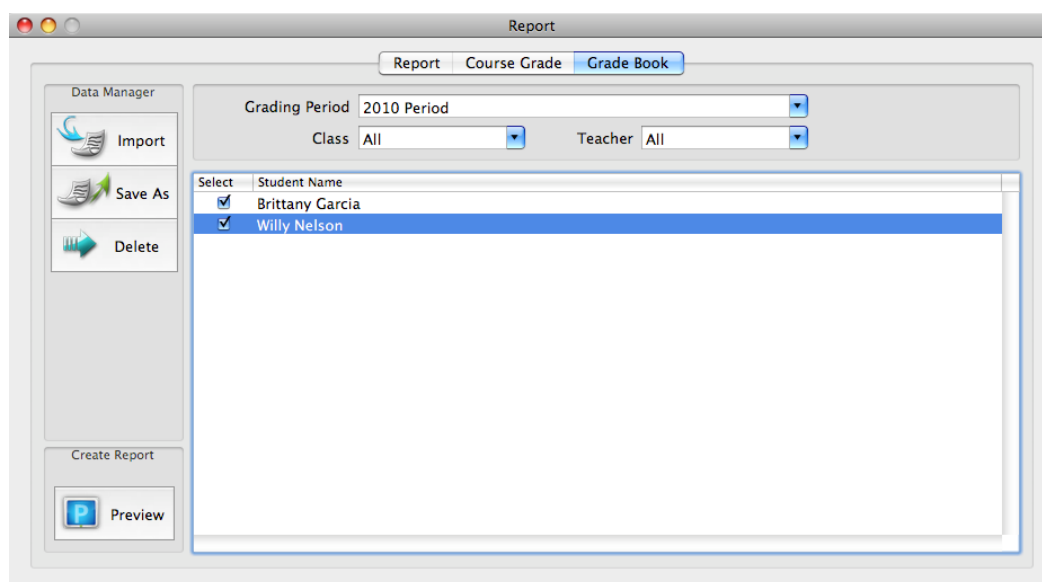 Report
Report Course Grade Grade Book
Data Manager
Import
Save As
Delete
Grading Period 2010 Period
Class All Teacher All
Select Student Name
Brittany Garcia
Willy Nelson
Create Report
P Preview